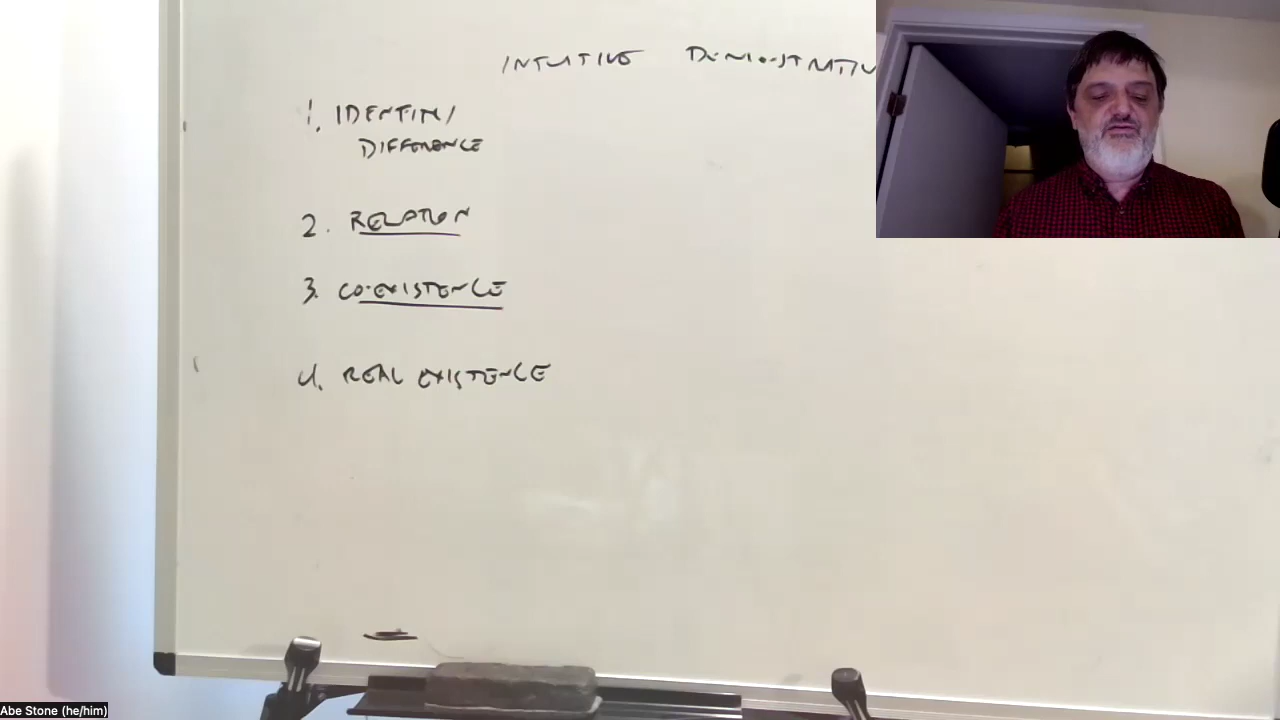 INTUITIVE DEMONSTRATIV
1. IDENTITY/
DIFFERENCE
2. RELATION
3. CO-EXISTENCE
4. REAL EXISTENCE
Abe Stone (he/him)